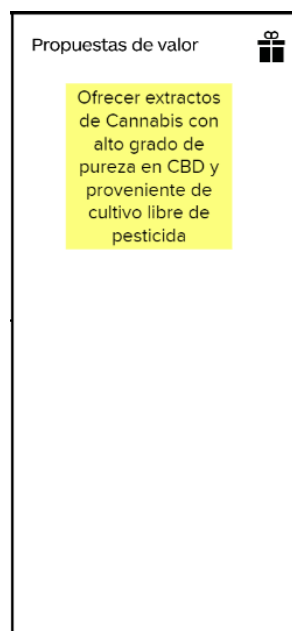 Propuestas de valor
Ofrecer extractos
de Cannabis con
alto grado de
pureza en CBD y
proveniente de
cultivo libre de
pesticida